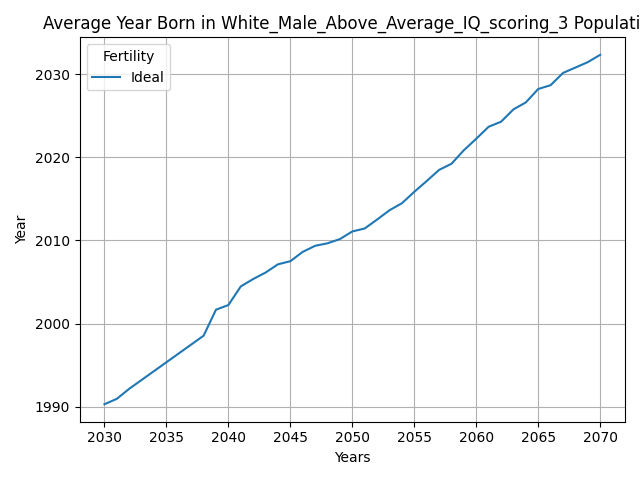 Average Year Born in White_Male_Above_Average_IQ_scoring_3 Populati
Fertility
Ideal
2030
2020
2010
2000
1990
Year
2030 2035 2040 2045 2050 2055 2060 2065 2070
Years